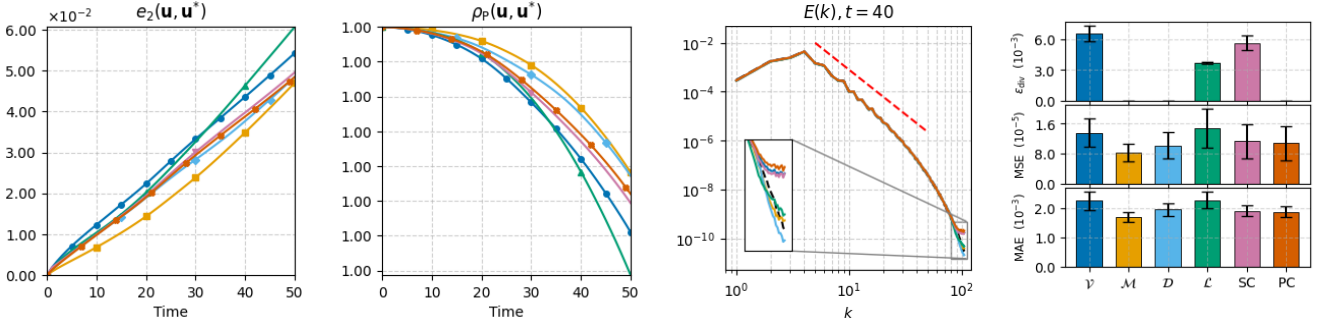 e₂(u, u*)
×10⁻²
6.00
5.00
4.00
3.00
2.00
1.00
0.00
0 10 20 30 40 50
Time
ρ_P(u, u*)
1.00
1.00
1.00
1.00
1.00
1.00
1.00
1.00
0 10 20 30 40 50
Time
E(k), t = 40
10⁻²
10⁻⁴
10⁻⁶
10⁻⁸
10⁻¹⁰
10⁰ 10¹ 10²
k
ε_div (10⁻³)
6.0
3.0
0.0
MSE (10⁻⁵)
1.6
8.0
0.0
MAE (10⁻³)
2.0
1.0
0.0
𝒱 ℳ 𝒟 ℒ SC PC